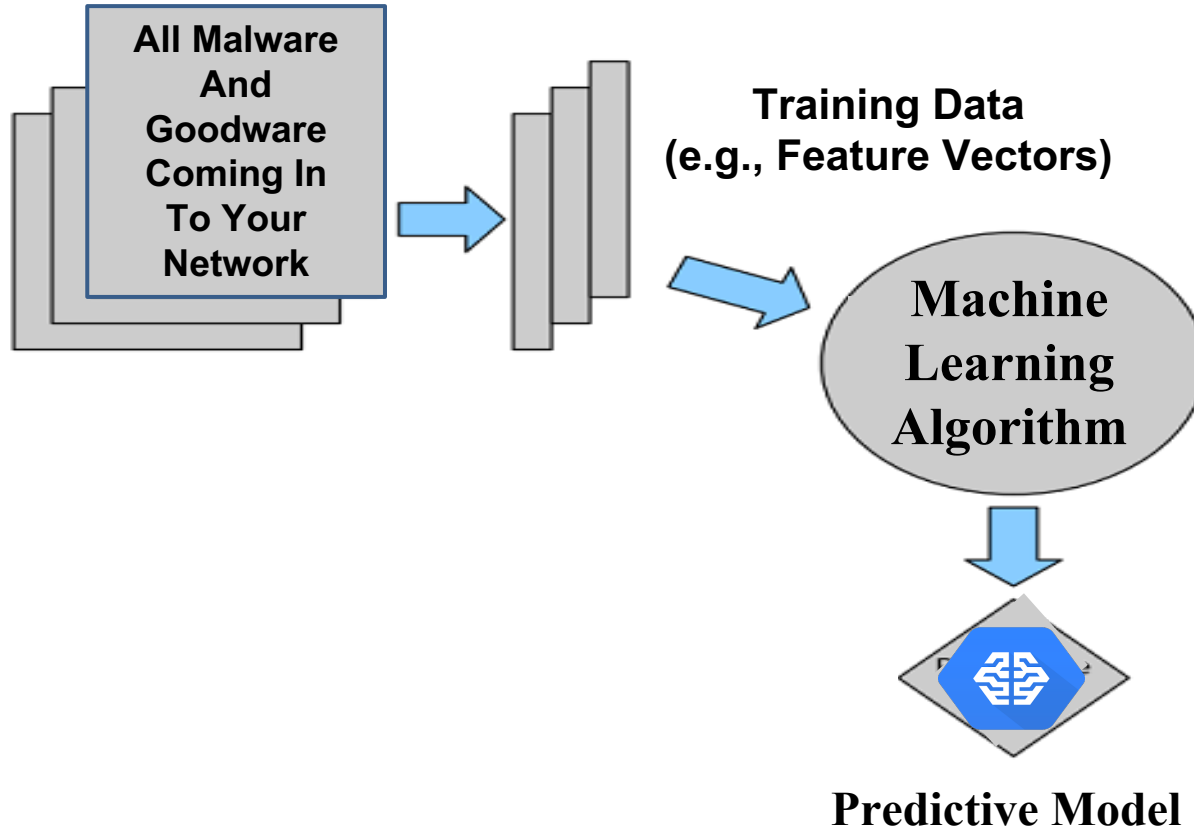 All Malware
And
Goodware
Coming In
To Your
Network
Training Data
(e.g., Feature Vectors)
Machine
Learning
Algorithm
Predictive Model